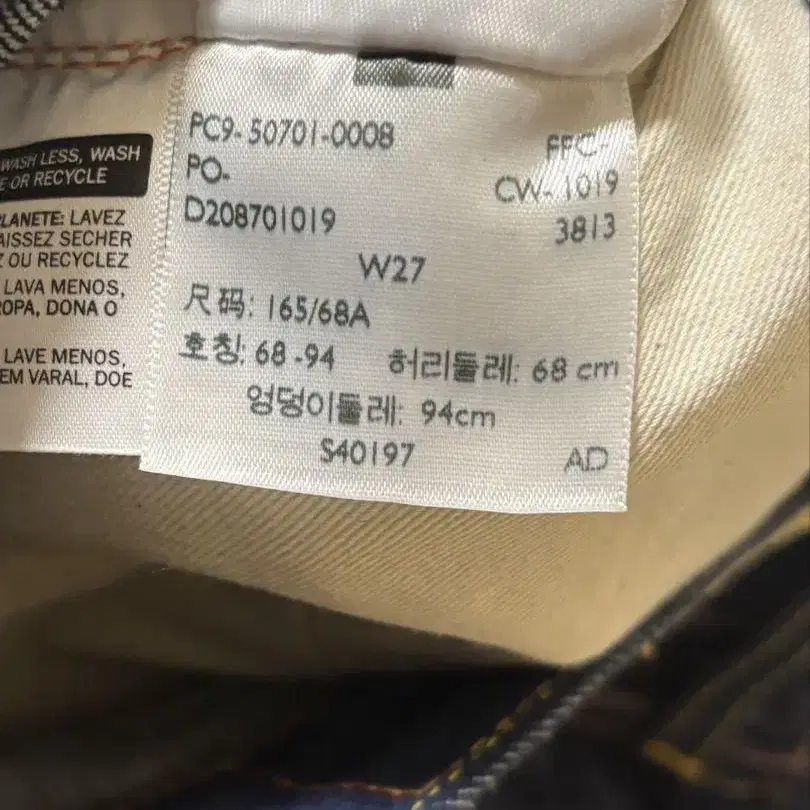 WASH LESS, WASH
E OR RECYCLE
LANETE: LAVEZ
AISSEZ SECHER
Z OU RECYCLEZ
LAVA MENOS,
OPA, DONA O
LAVE MENOS,
EM VARAL, DOE
PC9-50701-0008
FFC-
PO-
CW-1019
D208701019
3813
W27
尺码: 165/68A
호칭: 68-94 허리둘레: 68 cm
엉덩이둘레: 94cm
S40197
AD